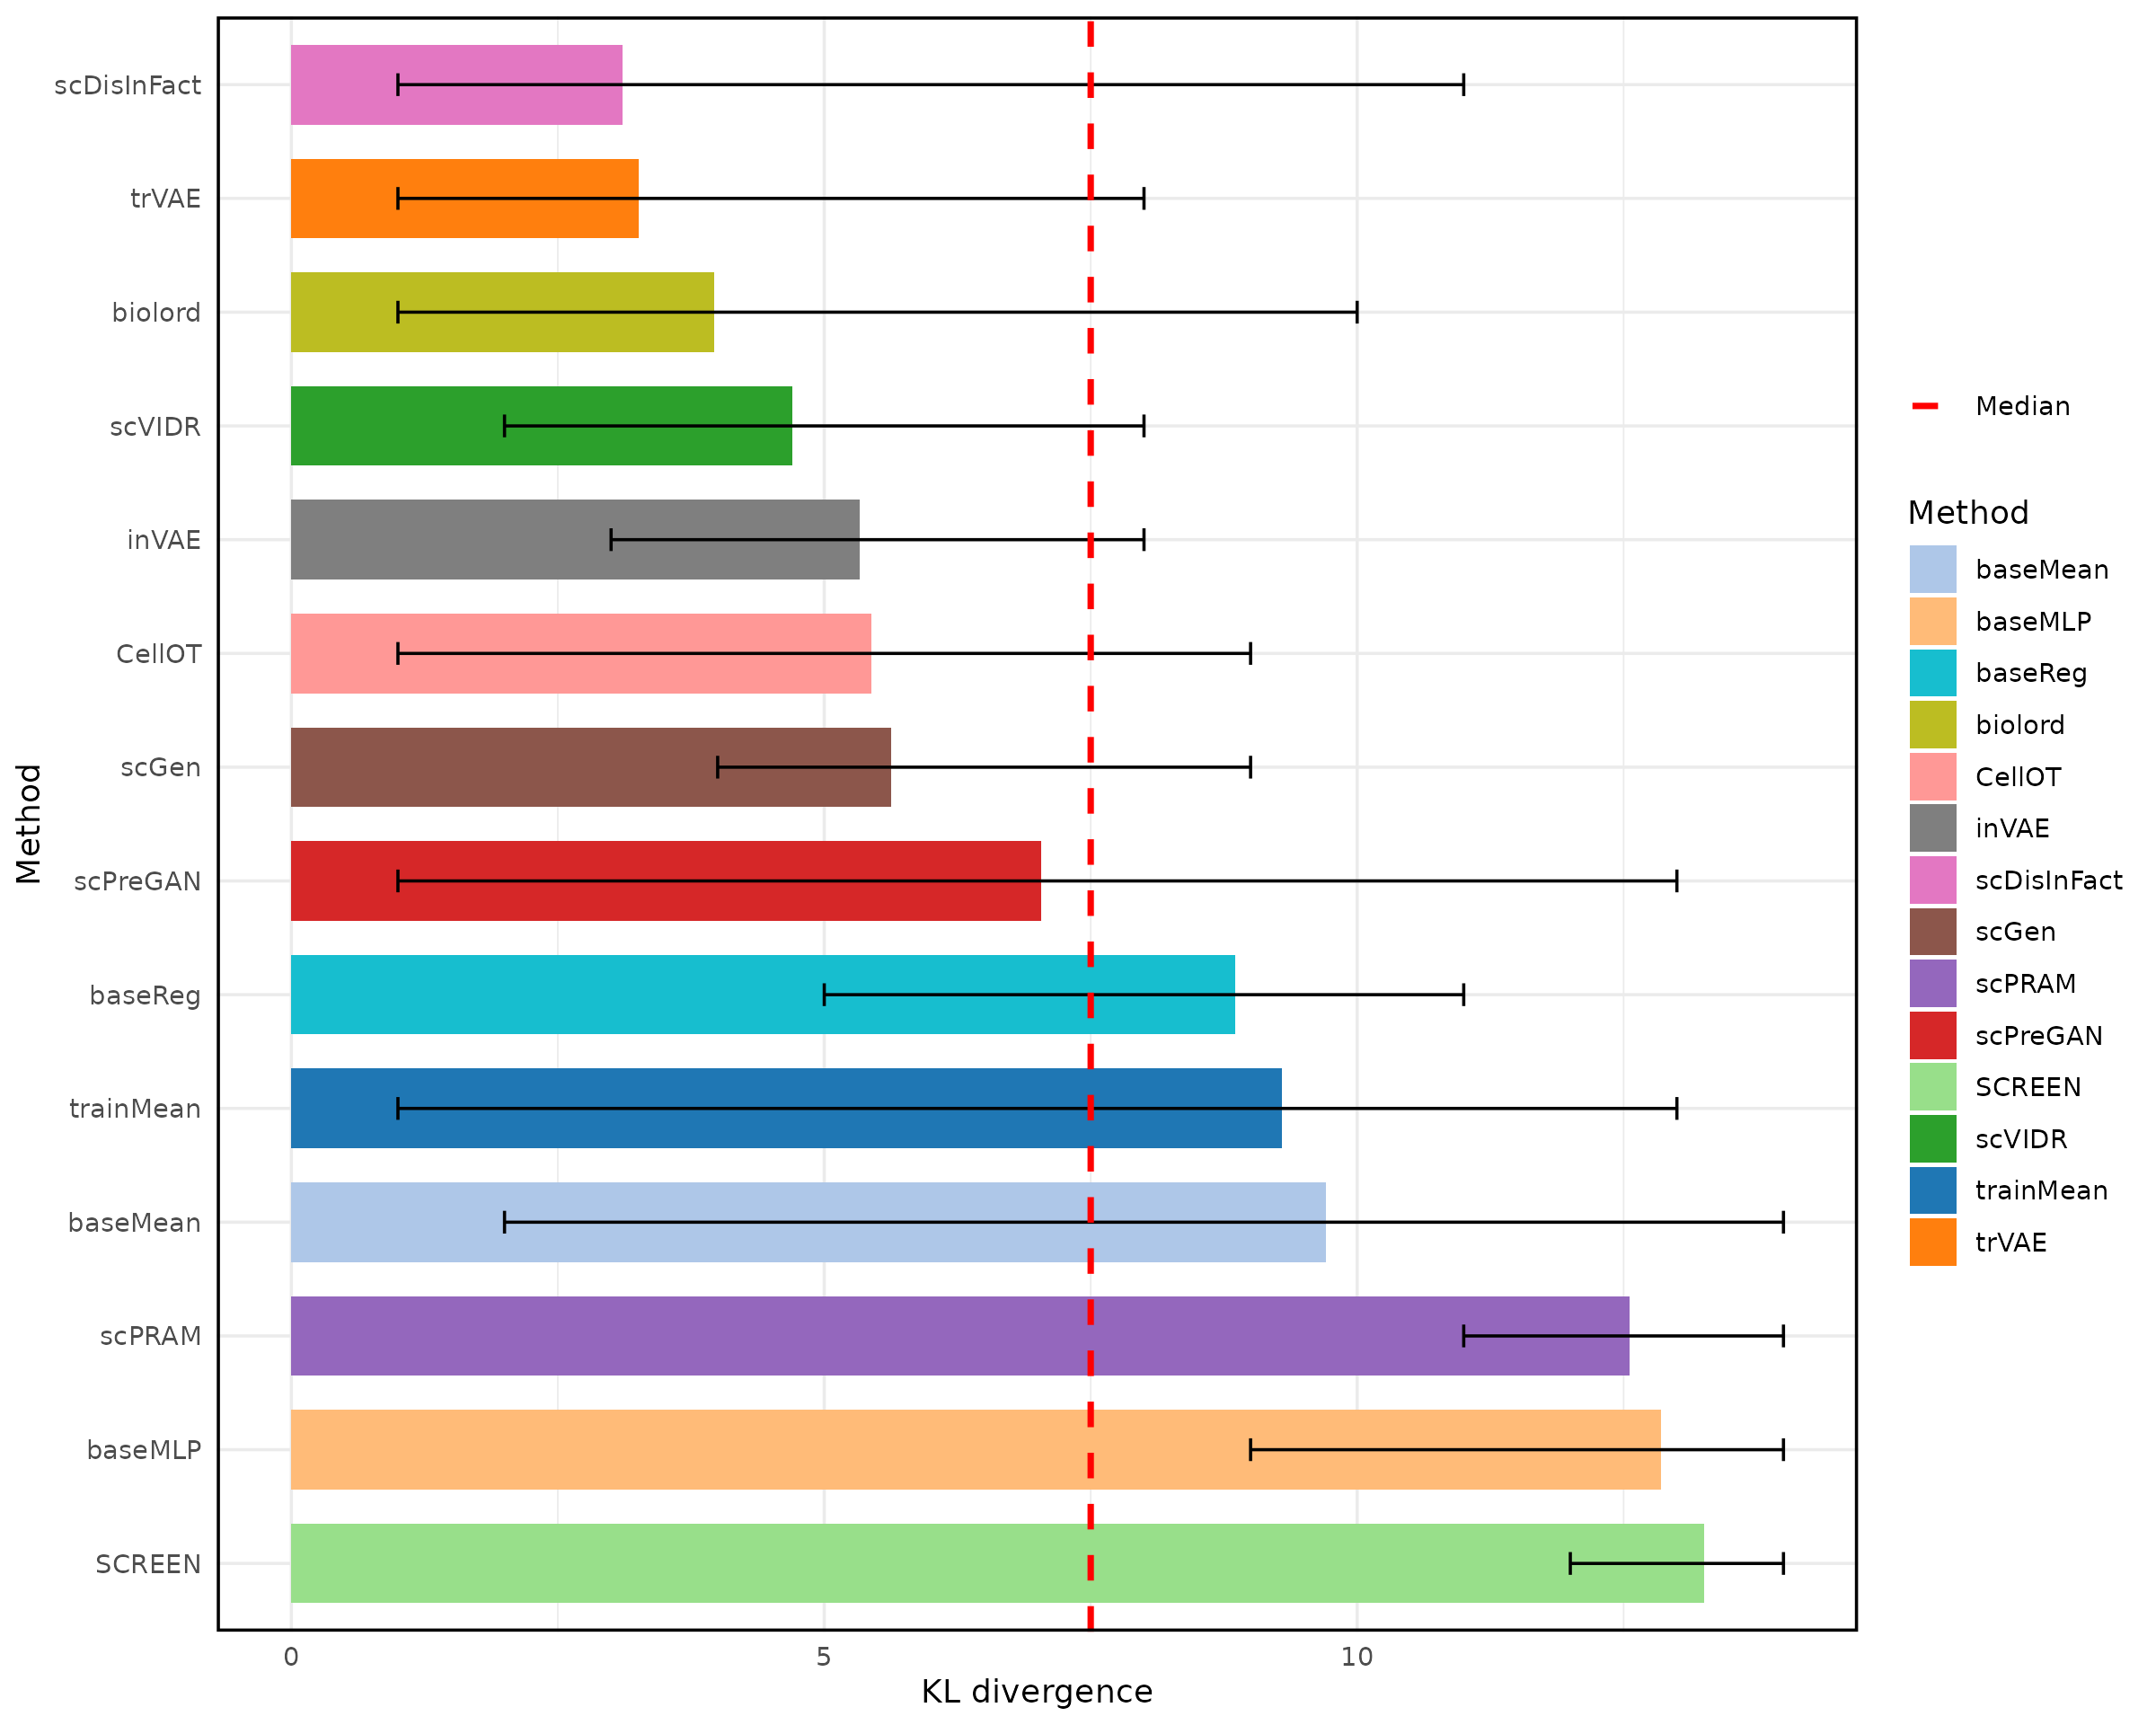 scDisInFact
trVAE
biolord
scVIDR
inVAE
CellOT
scGen
scPreGAN
baseReg
trainMean
baseMean
scPRAM
baseMLP
SCREEN
Method
0 5 10
KL divergence
Median
Method
baseMean
baseMLP
baseReg
biolord
CellOT
inVAE
scDisInFact
scGen
scPRAM
scPreGAN
SCREEN
scVIDR
trainMean
trVAE